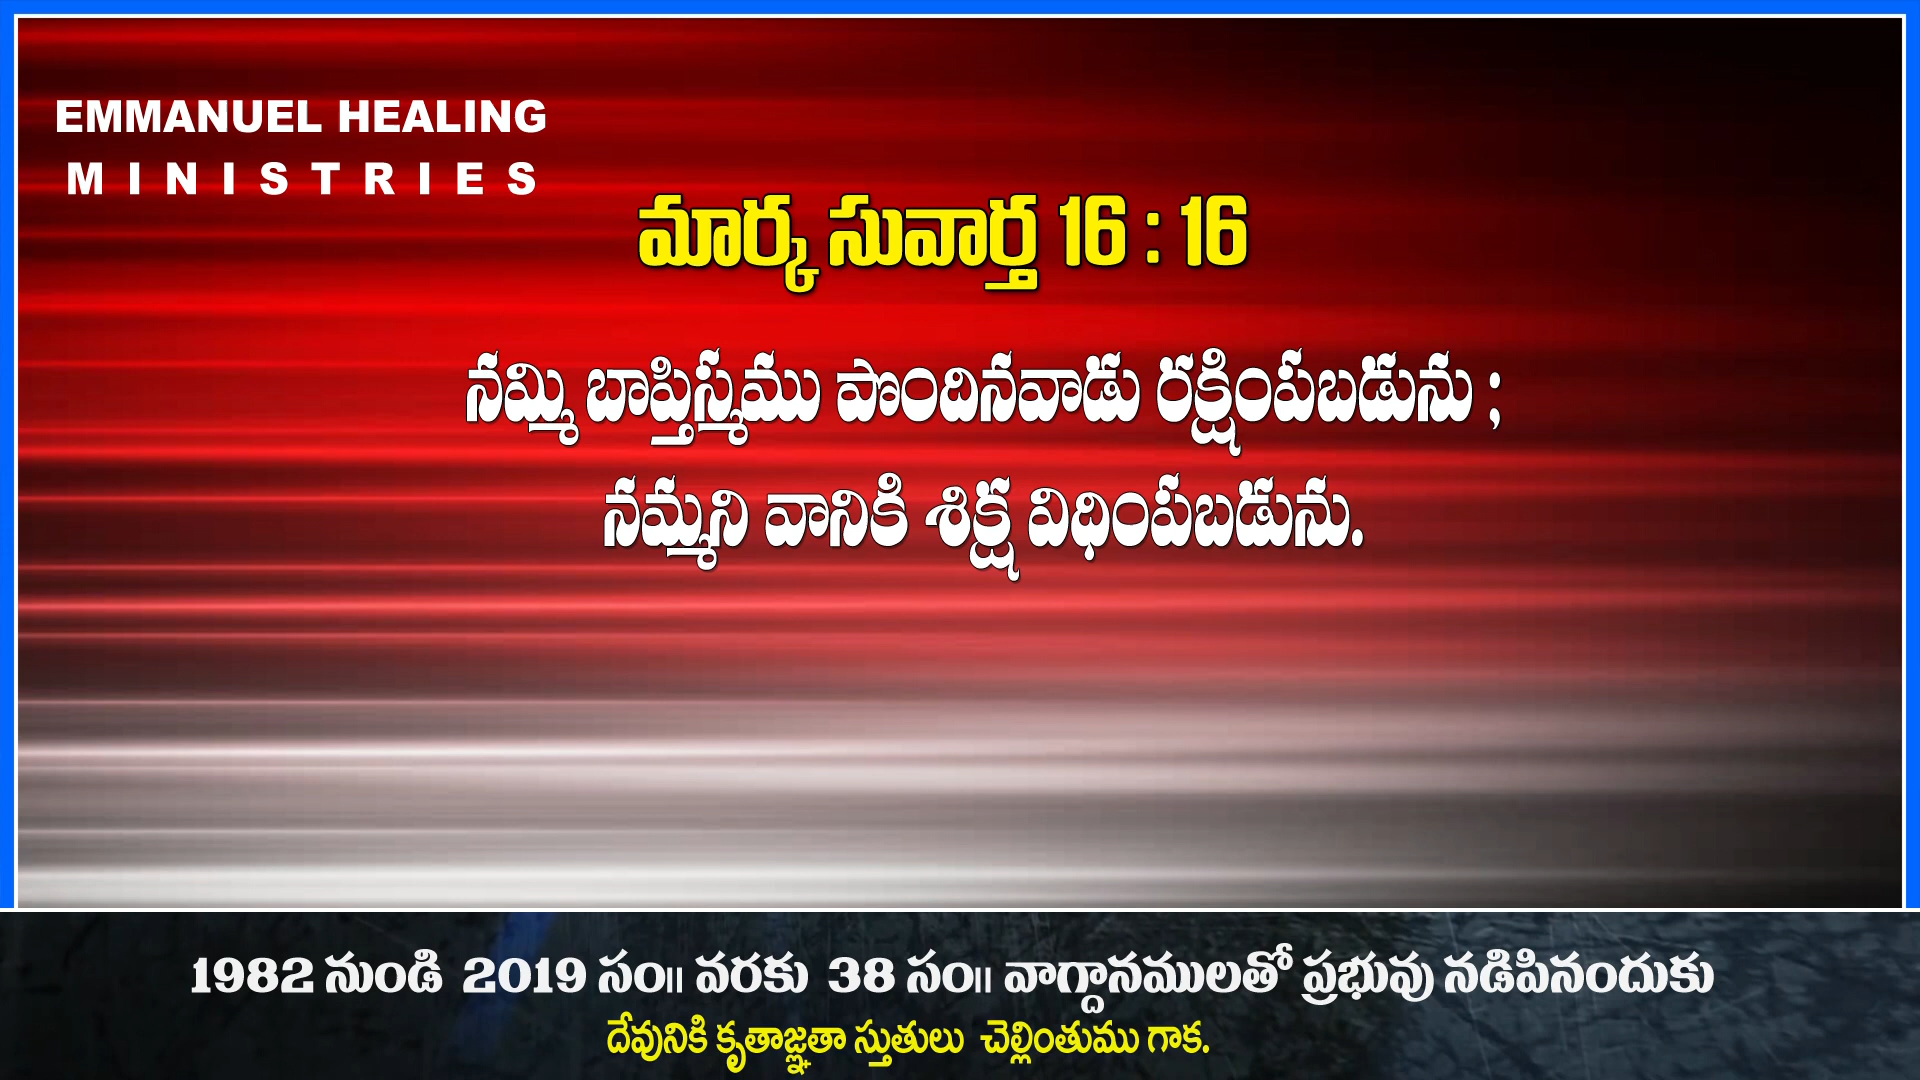 EMMANUEL HEALING
MINISTRIES
మార్క సువార్త 16 : 16
నమ్మి బాప్తిస్మము పొందినవాడు రక్షింపబడును ;
నమ్మని వానికి శిక్ష విధింపబడును.
1982 నుండి 2019 సం॥ వరకు 38 సం॥ వాగ్దానములతో ప్రభువు నడిపినందుకు
దేవునికి కృతాజ్ఞతా స్తుతులు చెల్లింతుము గాక.